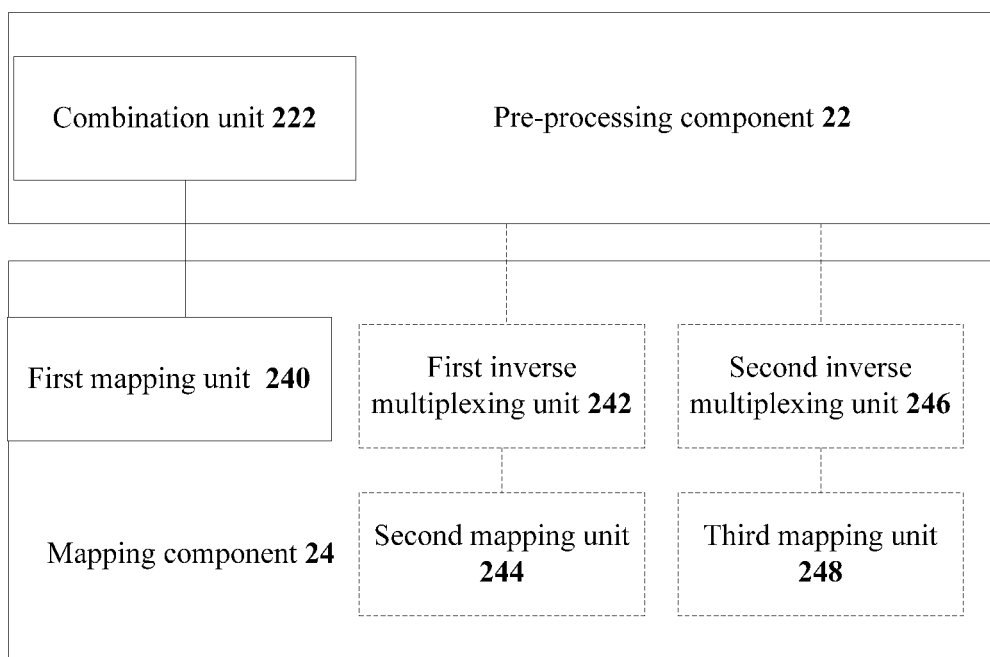 Combination unit 222
Pre-processing component 22
First mapping unit 240
First inverse
multiplexing unit 242
Second inverse
multiplexing unit 246
Mapping component 24
Second mapping unit
244
Third mapping unit
248